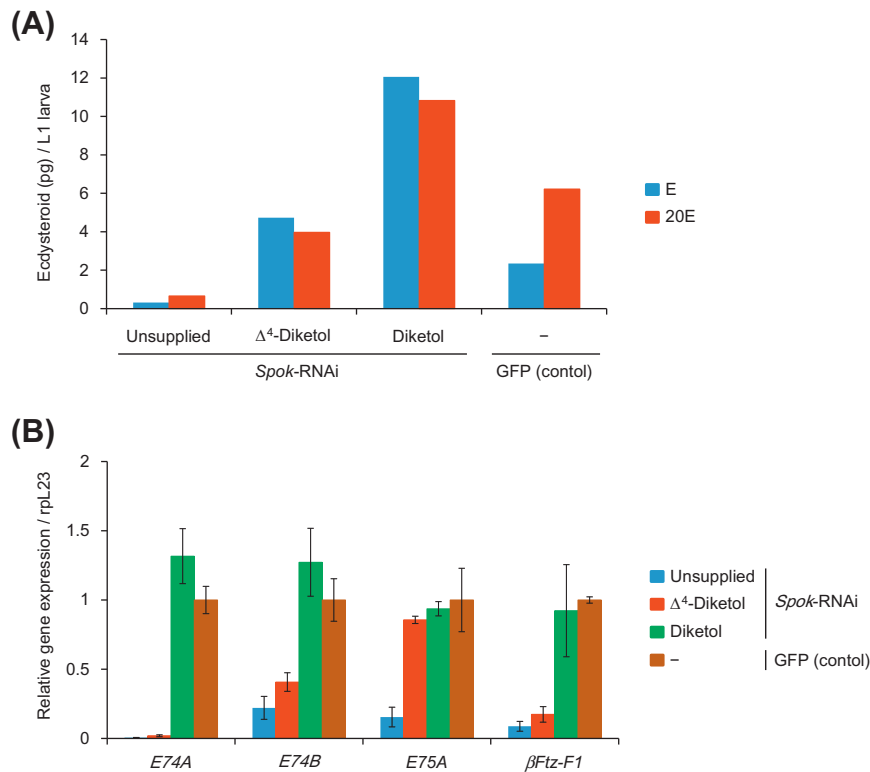 (A)
Ecdysteroid (pg) / L1 larva
14
12
10
8
6
4
2
0
E
20E
Unsupplied Δ⁴-Diketol Diketol –
Spok-RNAi GFP (contol)
(B)
Relative gene expression / rpL23
2
1.5
1
0.5
0
Unsupplied
Δ⁴-Diketol
Diketol
Spok-RNAi
– GFP (contol)
E74A E74B E75A βFtz-F1